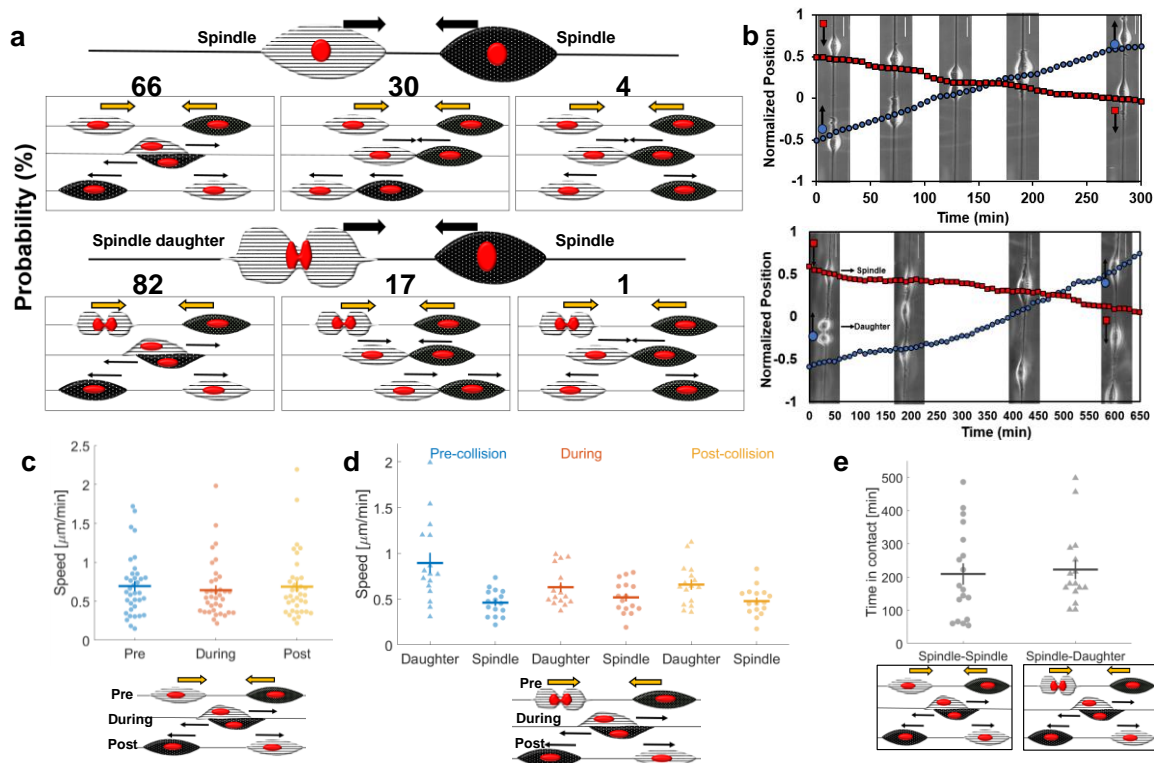 a
Spindle
Spindle
Probability (%)
66
30
4
Spindle daughter
Spindle
82
17
1
b
Normalized Position
1
0.5
0
-0.5
-1
0 50 100 150 200 250 300
Time (min)
Normalized Position
1
0.5
0
-0.5
-1
Spindle
Daughter
0 50 100 150 200 250 300 350 400 450 500 550 600 650
Time (min)
c
Speed [μm/min]
2.5
2
1.5
1
0.5
0
Pre During Post
Pre
During
Post
d
Pre-collision During Post-collision
Speed [μm/min]
2
1.5
1
0.5
0
Daughter Spindle Daughter Spindle Daughter Spindle
Pre
During
Post
e
Time in contact [min]
500
400
300
200
100
0
Spindle-Spindle Spindle-Daughter